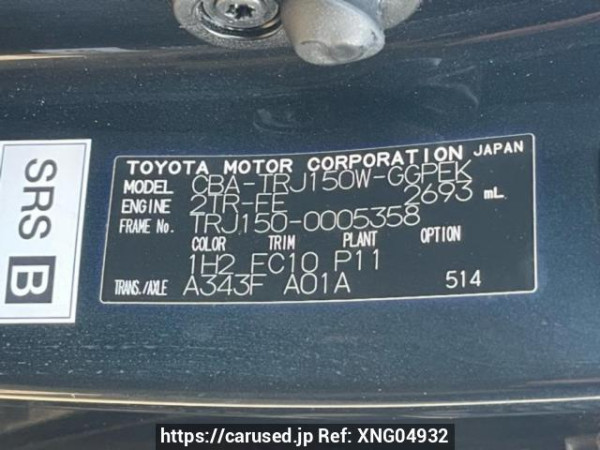 SRS B
TOYOTA MOTOR CORPORATION JAPAN
MODEL CBA-TRJ150W-GGPEK
ENGINE 2TR-FE 2693 mL
FRAME No. TRJ150-0005358
COLOR TRIM PLANT OPTION
1H2 FC10 P11
TRANS./AXLE A343F A01A 514
https://carused.jp Ref: XNG04932